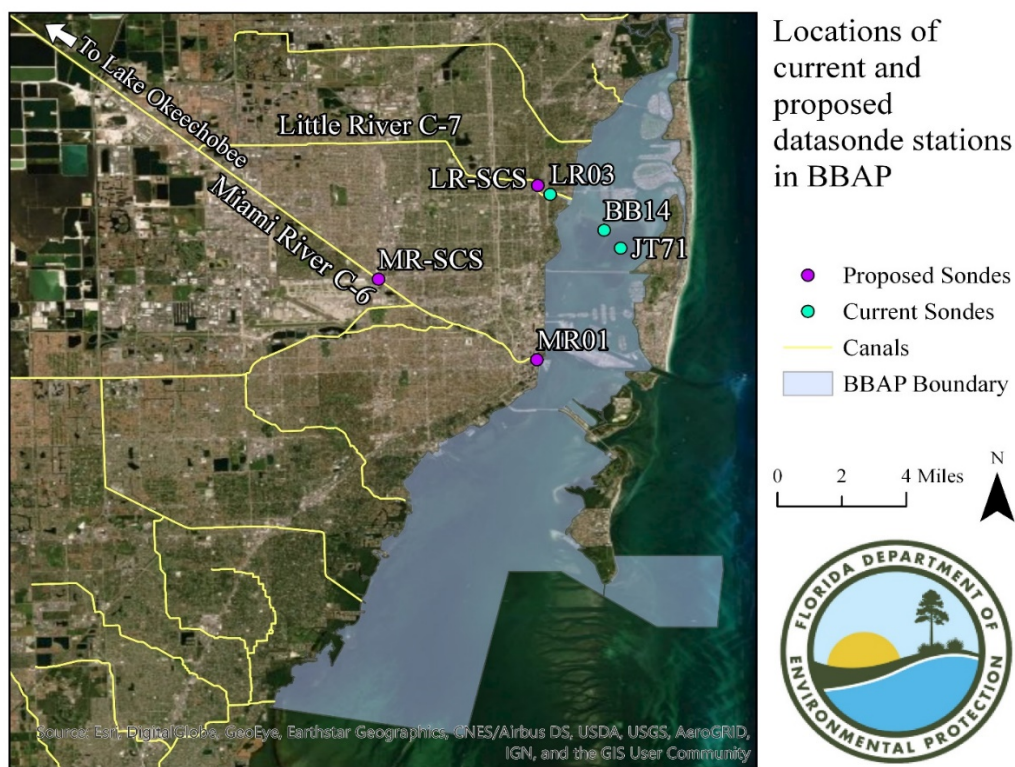 Locations of
current and
proposed
datasonde stations
in BBAP
To Lake Okeechobee
Little River C-7
LR-SCS
LR03
BB14
JT71
Miami River C-6
MR-SCS
MR01
Proposed Sondes
Current Sondes
Canals
BBAP Boundary
0 2 4 Miles
N
FLORIDA DEPARTMENT OF
ENVIRONMENTAL PROTECTION
Source: Esri, DigitalGlobe, GeoEye, Earthstar Geographics, CNES/Airbus DS, USDA, USGS, AeroGRID,
IGN, and the GIS User Community